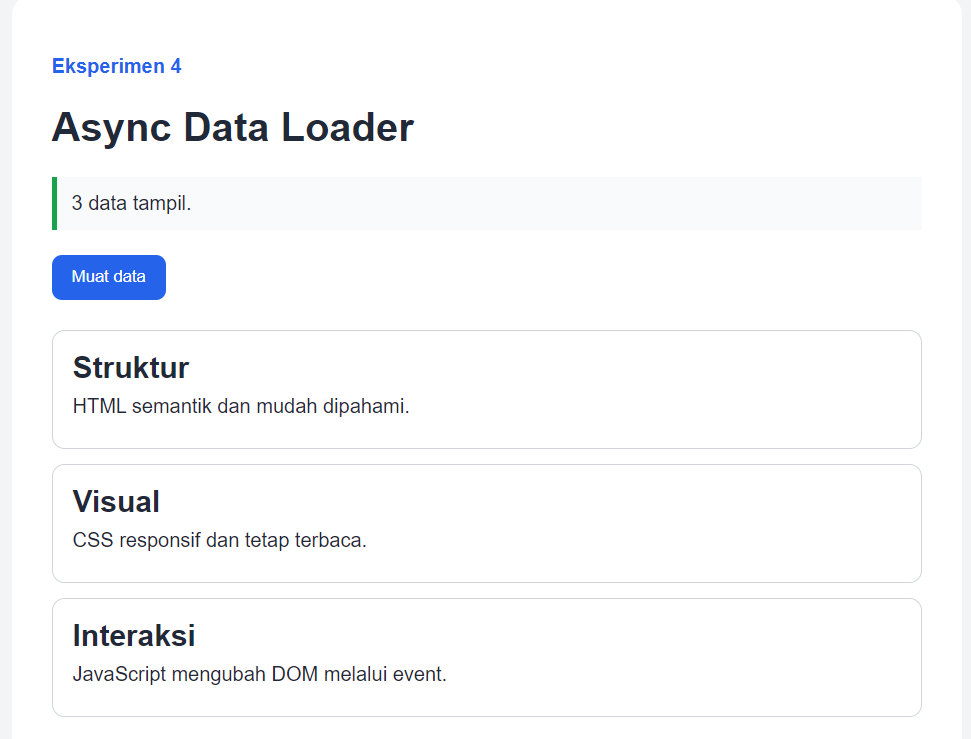 Eksperimen 4
Async Data Loader
3 data tampil.
Muat data
Struktur
HTML semantik dan mudah dipahami.
Visual
CSS responsif dan tetap terbaca.
Interaksi
JavaScript mengubah DOM melalui event.